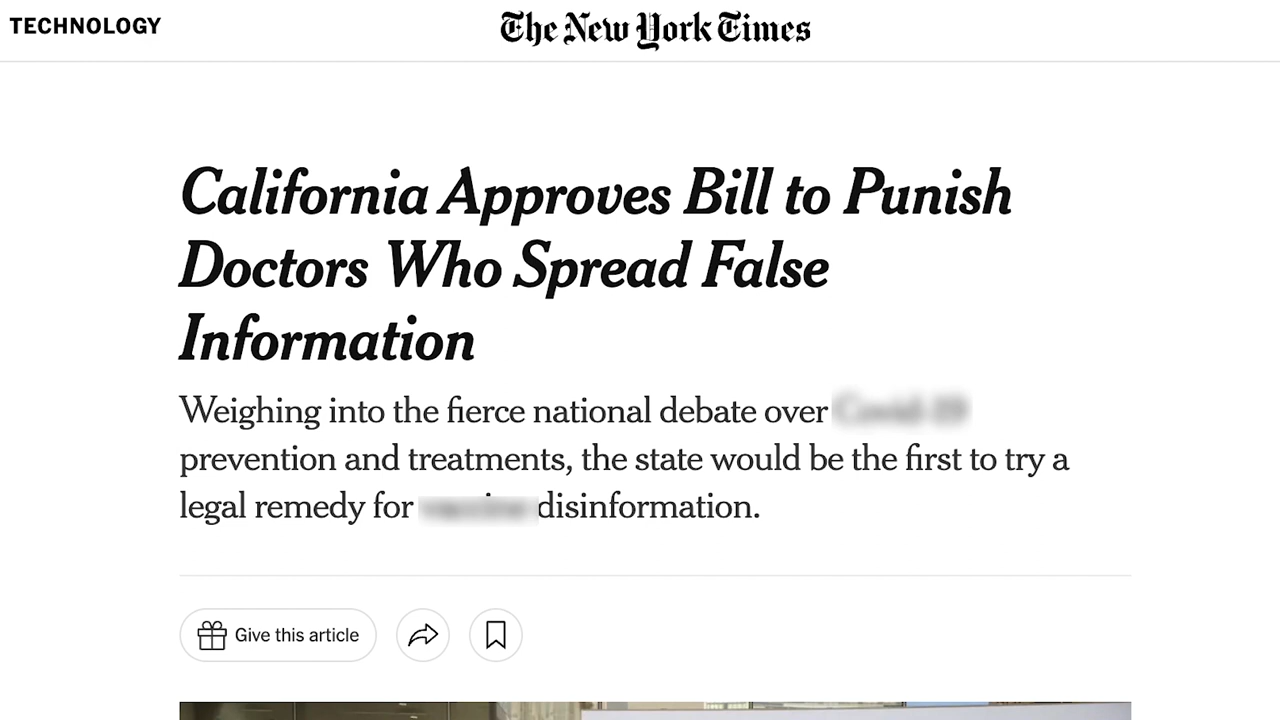 TECHNOLOGY
The New York Times
California Approves Bill to Punish
Doctors Who Spread False
Information
Weighing into the fierce national debate over
prevention and treatments, the state would be the first to try a
legal remedy for disinformation.
Give this article